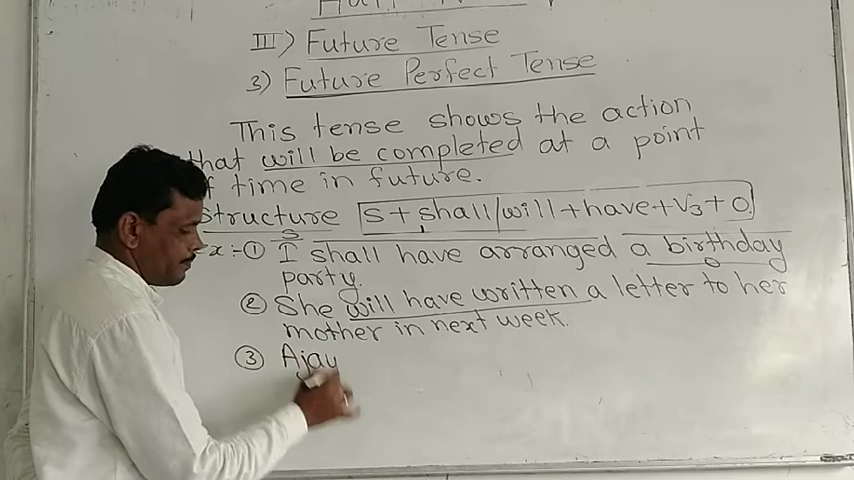 III) Future Tense
3) Future Perfect Tense
This tense shows the action
that will be completed at a point
time in future.
Structure S + shall/will + have + V3 + O.
S
① I shall have arranged a birthday
O
party.
② She will have written a letter to her
mother in next week.
③ Ajay